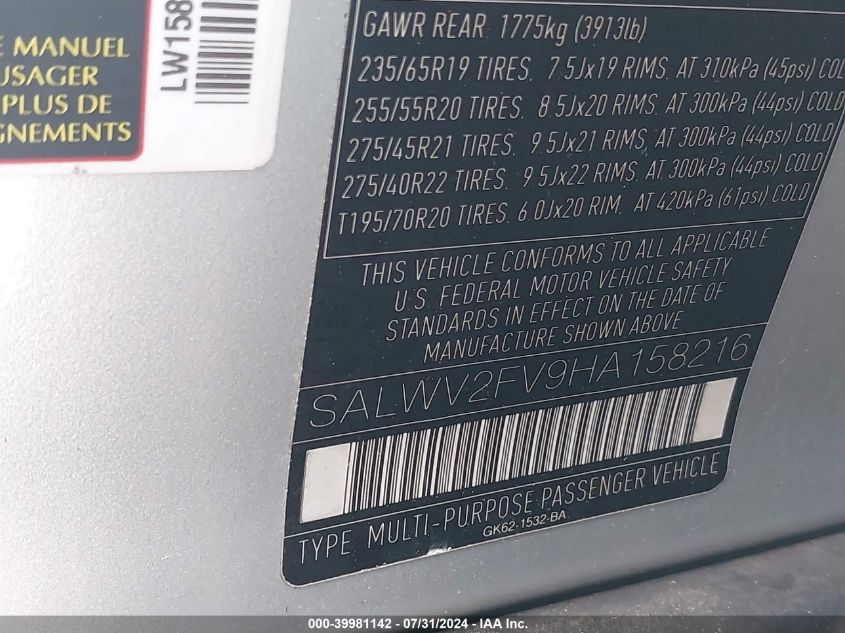 MANUEL
USAGER
PLUS DE
GNEMENTS
LW158
GAWR REAR 1775kg (3913lb)
235/65R19 TIRES. 7.5Jx19 RIMS. AT 310kPa (45psi) COL
255/55R20 TIRES. 8.5Jx20 RIMS. AT 300kPa (44psi) COLD
275/45R21 TIRES. 9.5Jx21 RIMS. AT 300kPa (44psi) COLD
275/40R22 TIRES. 9.5Jx22 RIMS. AT 300kPa (44psi) COLD
T195/70R20 TIRES. 6.0Jx20 RIM. AT 420kPa (61psi) COLD
THIS VEHICLE CONFORMS TO ALL APPLICABLE
U.S. FEDERAL MOTOR VEHICLE SAFETY
STANDARDS IN EFFECT ON THE DATE OF
MANUFACTURE SHOWN ABOVE
SALWV2FV9HA158216
TYPE MULTI-PURPOSE PASSENGER VEHICLE
GK62-1532-BA.
000-39981142 - 07/31/2024 - IAA Inc.